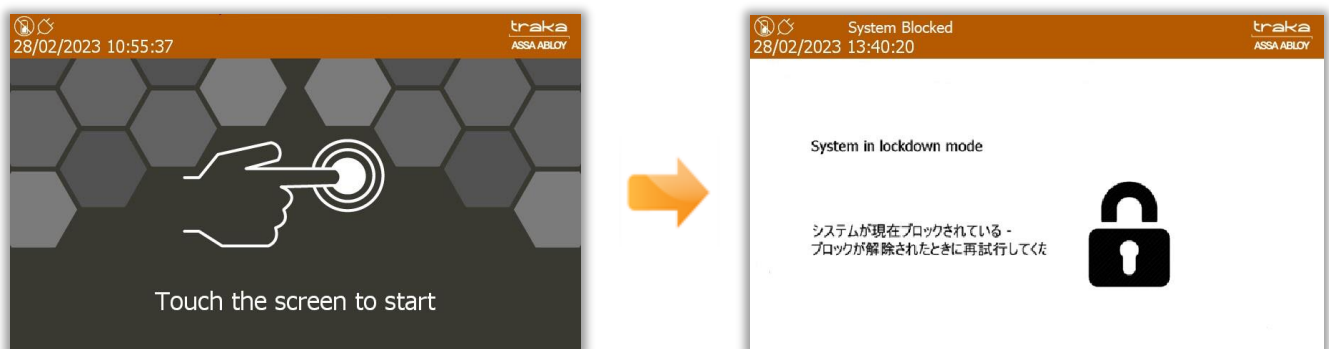 28/02/2023 10:55:37
traka
ASSA ABLOY
Touch the screen to start
System Blocked
28/02/2023 13:40:20
traka
ASSA ABLOY
System in lockdown mode
システムが現在ブロックされている -
ブロックが解除されたときに再試行してくた